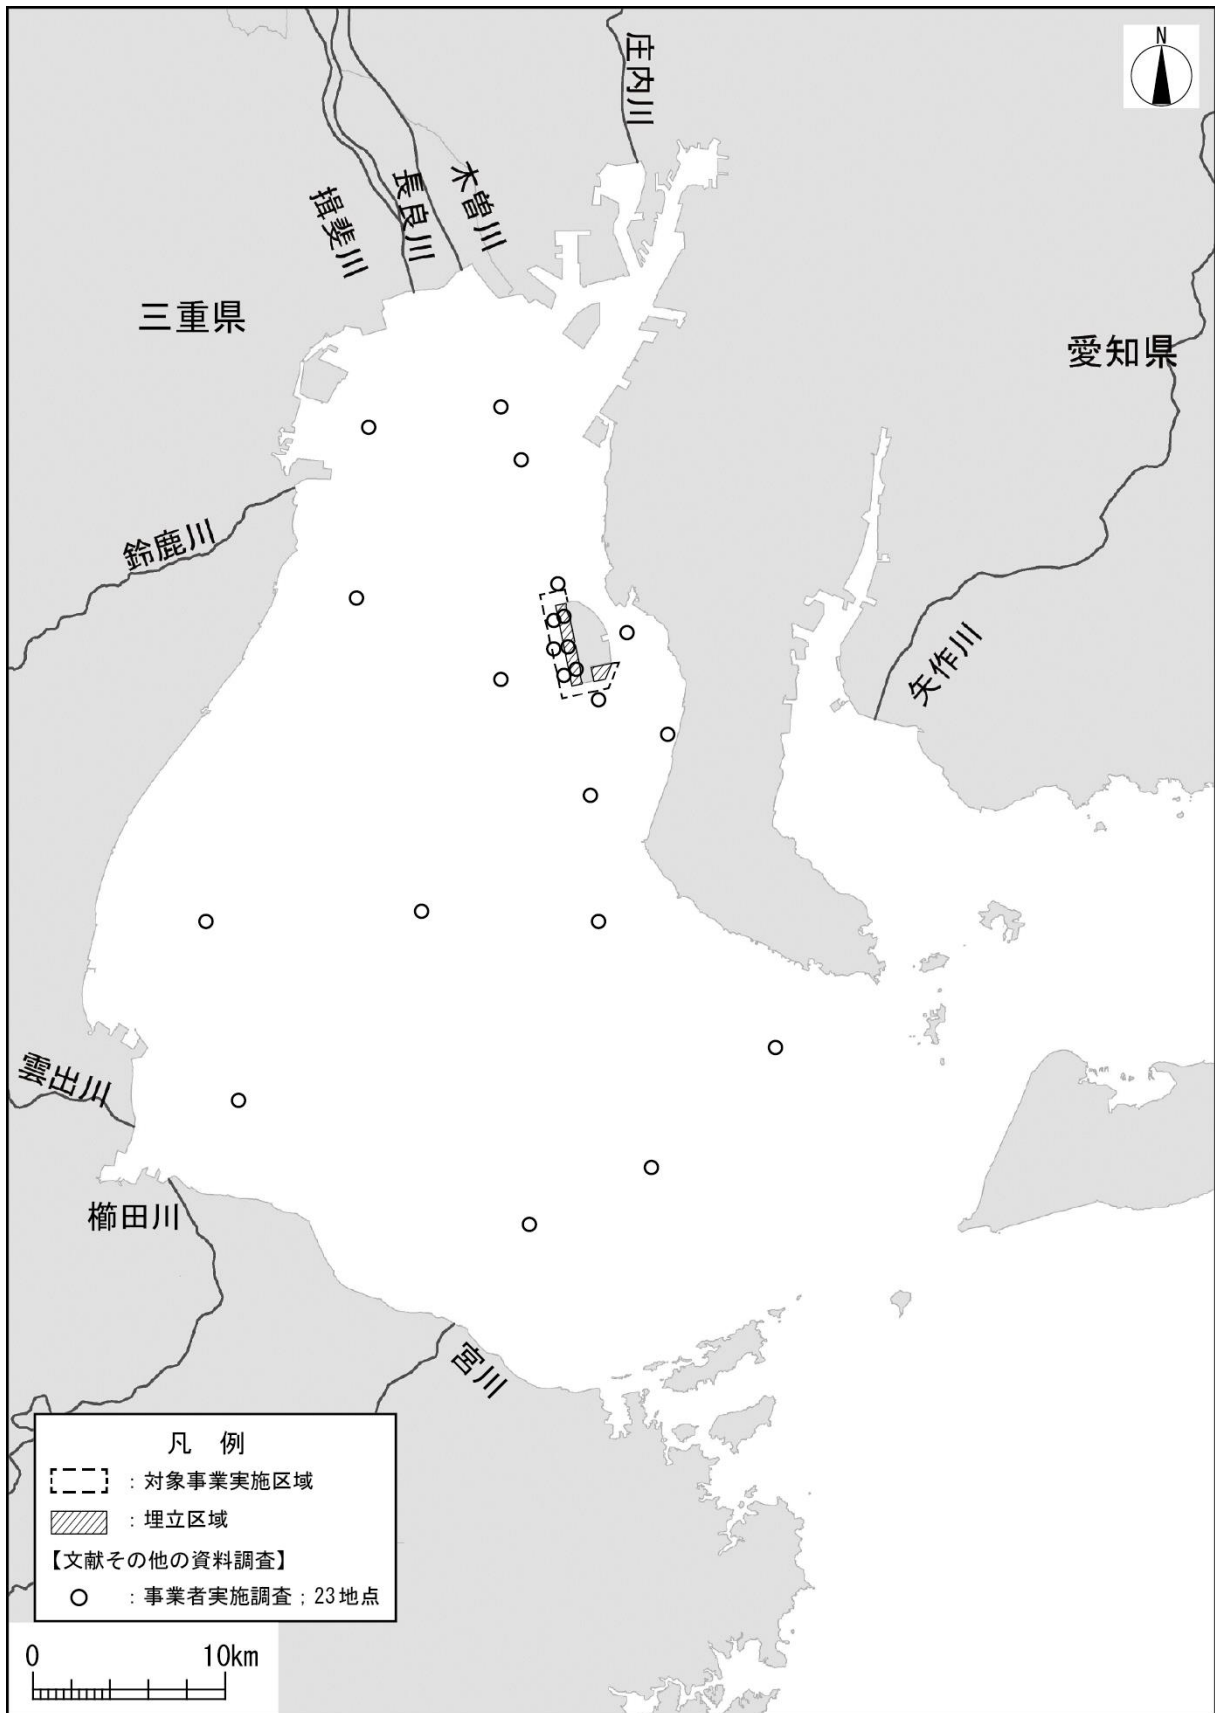 N
庄内川
木曽川
長良川
揖斐川
三重県
愛知県
鈴鹿川
矢作川
雲出川
櫛田川
宮川
凡 例
：対象事業実施区域
：埋立区域
【文献その他の資料調査】
：事業者実施調査；23地点
0 10km